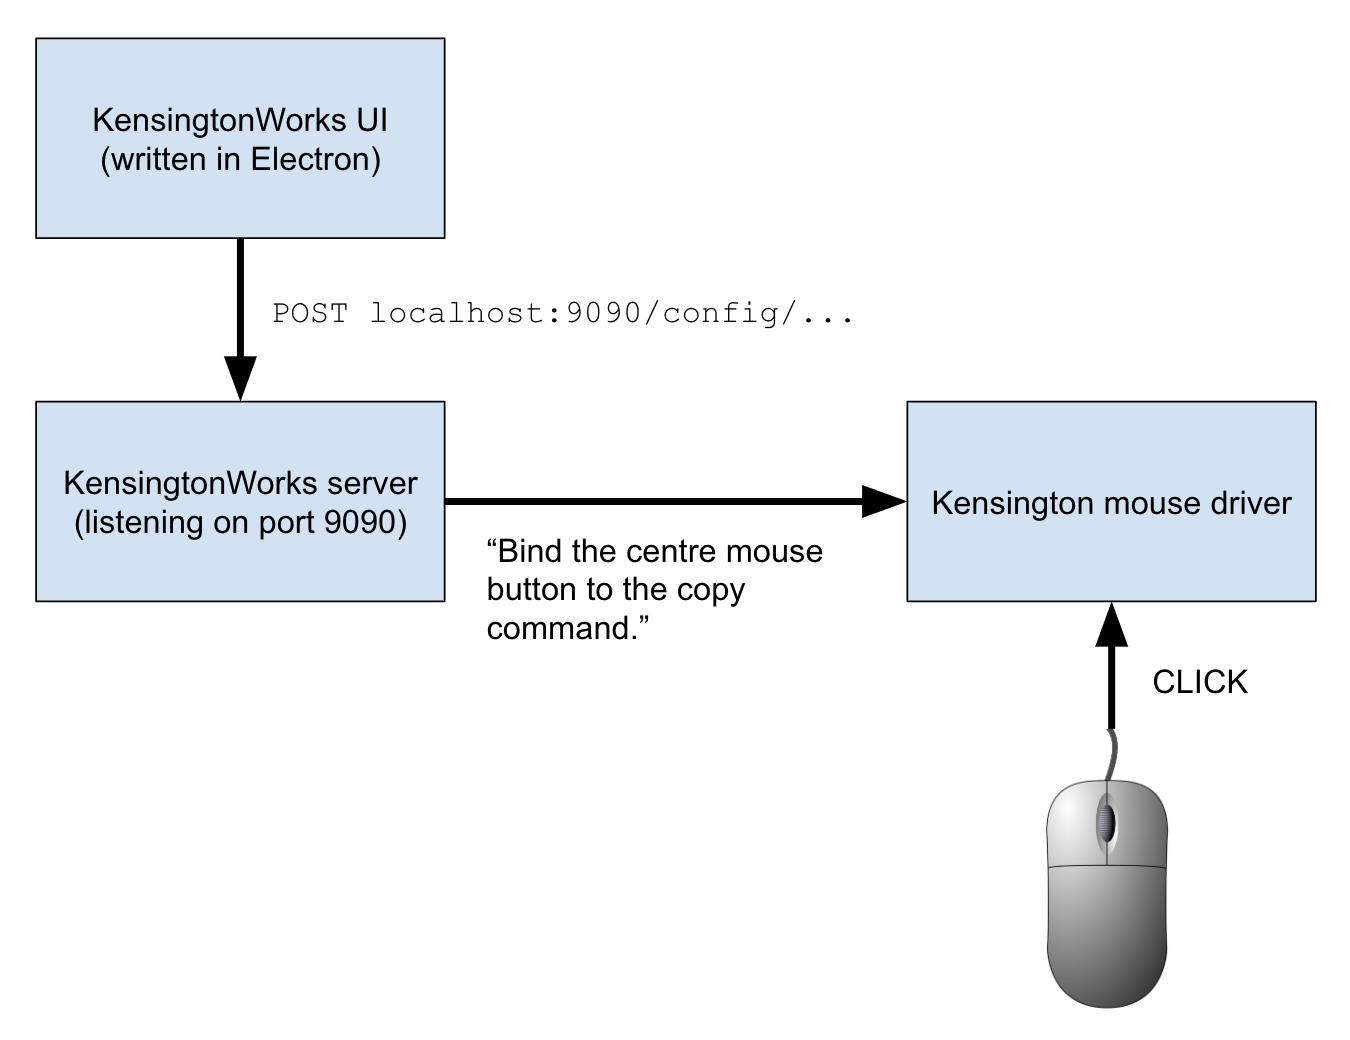 KensingtonWorks UI
(written in Electron)
POST localhost:9090/config/...
KensingtonWorks server
(listening on port 9090)
Kensington mouse driver
“Bind the centre mouse
button to the copy
command.”
CLICK